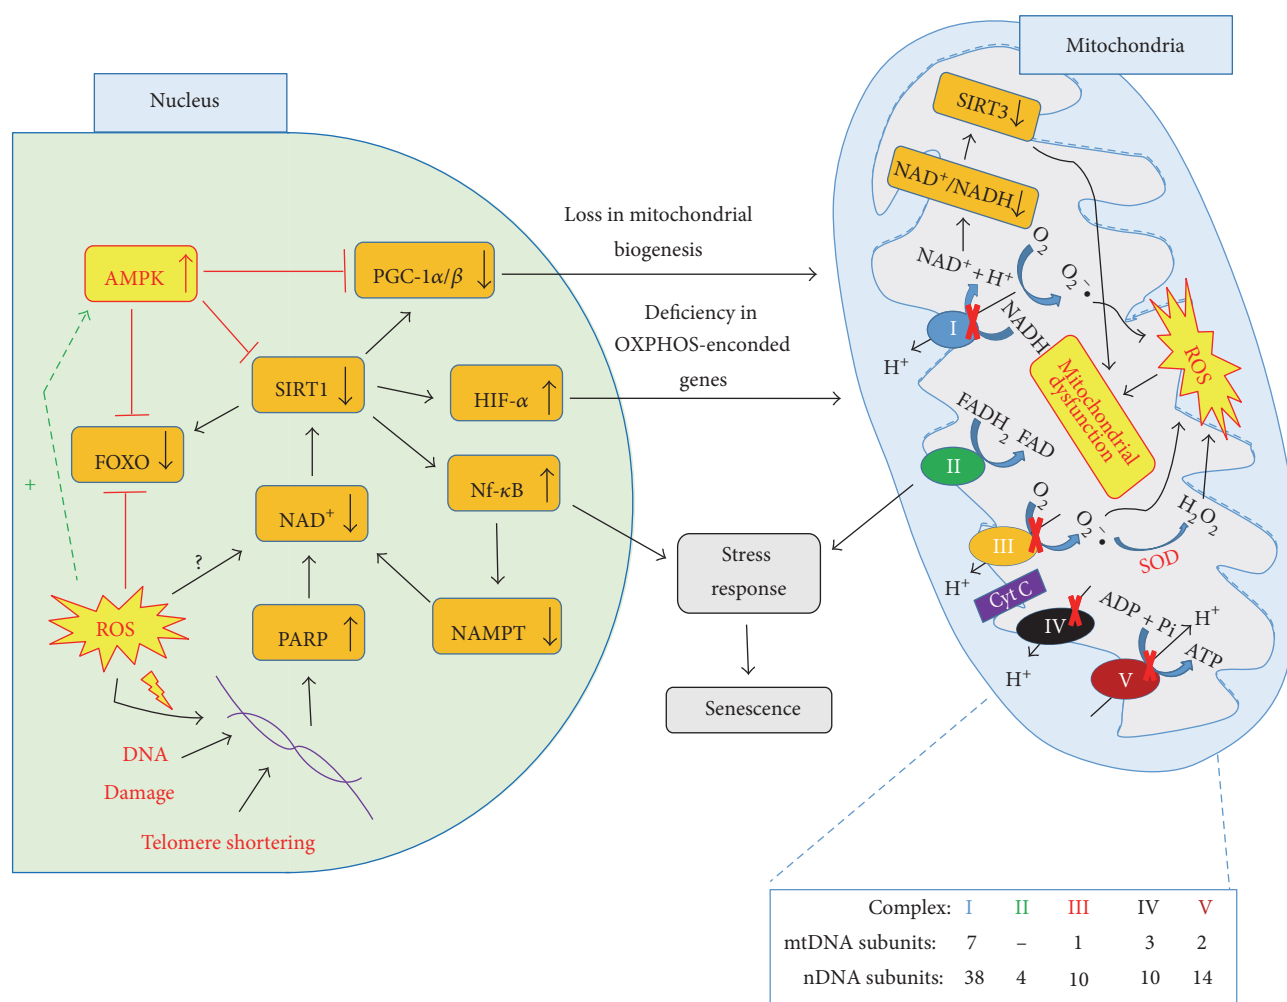 Nucleus
Mitochondria
SIRT3↓
NAD⁺/NADH↓
Loss in mitochondrial
biogenesis
AMPK↑
PGC-1α/β↓
NAD⁺ + H⁺
O₂
O₂•⁻
I
NADH
H⁺
ROS
Deficiency in
OXPHOS-enconded
genes
SIRT1↓
HIF-α↑
Mitochondrial
dysfunction
FOXO↓
FADH₂
FAD
II
+
Nf-κB↑
NAD⁺↓
O₂
O₂•⁻
H₂O₂
III
SOD
H⁺
?
Stress
response
Cyt C
ROS
PARP↑
NAMPT↓
IV
H⁺
ADP + Pi
H⁺
ATP
V
Senescence
DNA
Damage
Telomere shortering
Complex: I II III IV V
mtDNA subunits: 7 – 1 3 2
nDNA subunits: 38 4 10 10 14